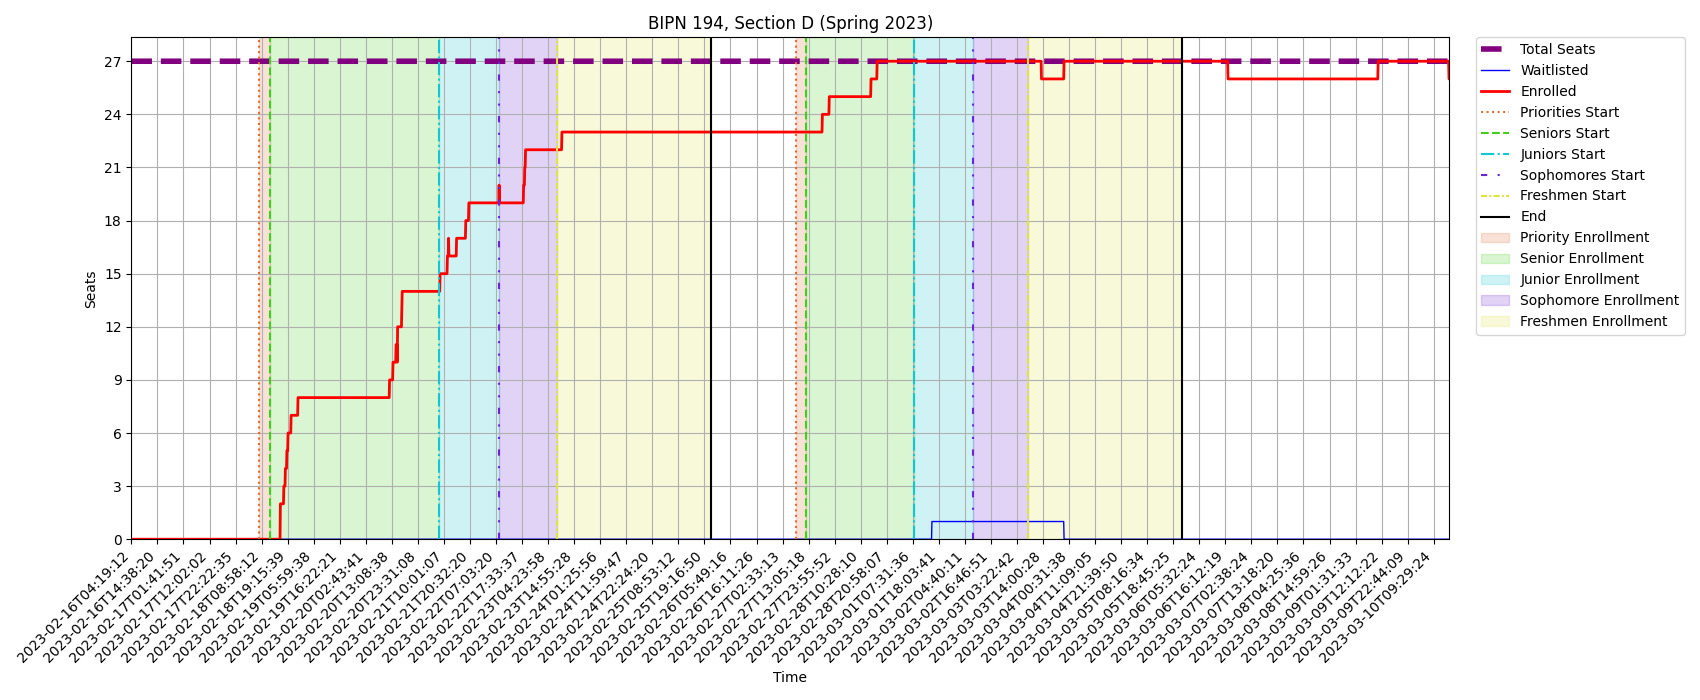 BIPN 194, Section D (Spring 2023)
Seats
27
24
21
18
15
12
9
6
3
0
2023-02-16T04:19:12
2023-02-16T14:38:20
2023-02-17T01:41:51
2023-02-17T12:02:02
2023-02-17T22:22:35
2023-02-18T08:58:12
2023-02-18T19:15:39
2023-02-19T05:59:38
2023-02-19T16:22:21
2023-02-20T02:43:41
2023-02-20T13:08:38
2023-02-20T23:31:08
2023-02-21T10:01:07
2023-02-21T20:32:20
2023-02-22T07:03:20
2023-02-22T17:33:37
2023-02-23T04:23:58
2023-02-23T14:55:28
2023-02-24T01:25:56
2023-02-24T11:59:47
2023-02-24T22:24:20
2023-02-25T08:53:12
2023-02-25T19:16:50
2023-02-26T05:49:16
2023-02-26T16:11:26
2023-02-27T02:33:13
2023-02-27T13:05:18
2023-02-27T23:55:52
2023-02-28T10:28:10
2023-02-28T20:58:07
2023-03-01T07:31:36
2023-03-01T18:03:41
2023-03-02T04:40:11
2023-03-02T16:46:51
2023-03-03T03:22:42
2023-03-03T14:00:28
2023-03-04T00:31:38
2023-03-04T11:09:05
2023-03-04T21:39:50
2023-03-05T08:16:34
2023-03-05T18:45:25
2023-03-06T05:32:24
2023-03-06T16:12:19
2023-03-07T02:38:24
2023-03-07T13:18:20
2023-03-08T04:25:36
2023-03-08T14:59:26
2023-03-09T01:31:33
2023-03-09T12:12:22
2023-03-09T22:44:09
2023-03-10T09:29:24
Time
Total Seats
Waitlisted
Enrolled
Priorities Start
Seniors Start
Juniors Start
Sophomores Start
Freshmen Start
End
Priority Enrollment
Senior Enrollment
Junior Enrollment
Sophomore Enrollment
Freshmen Enrollment